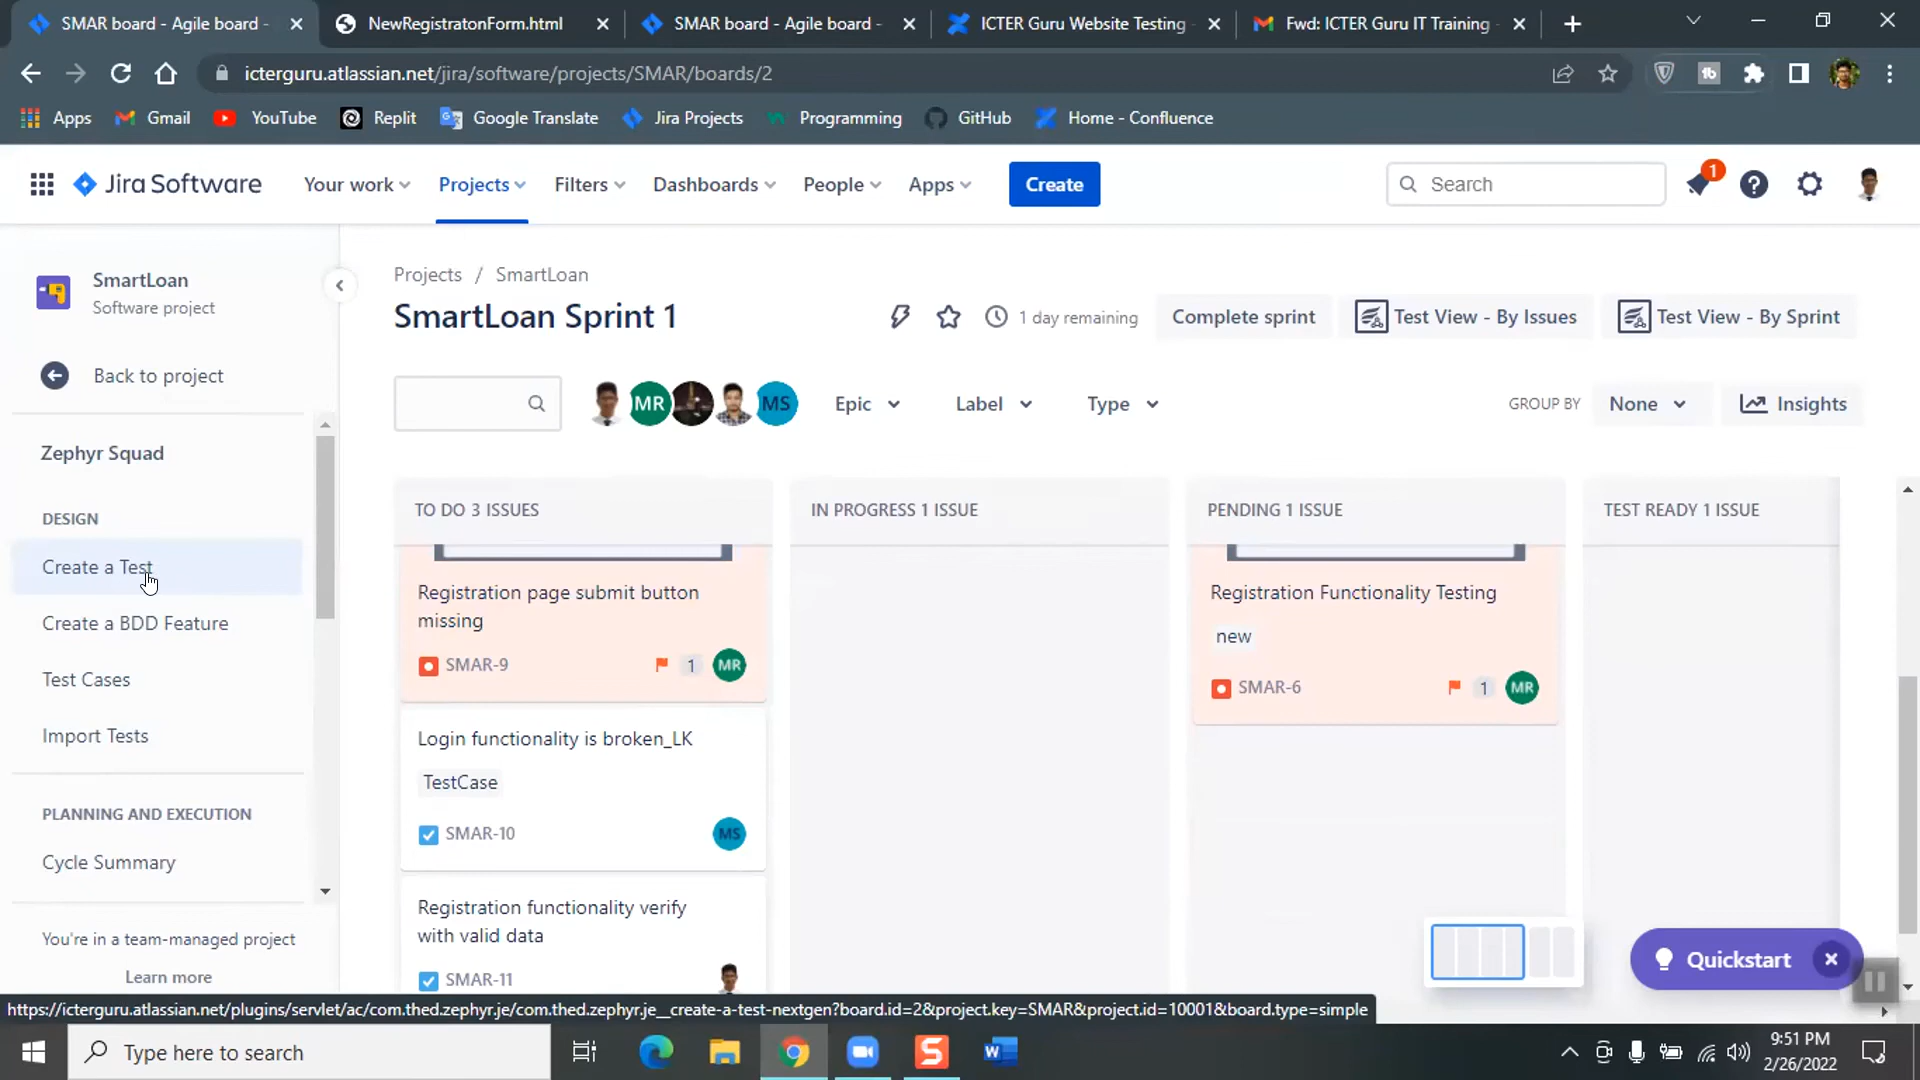 SMAR board - Agile board -
NewRegistratonForm.html
SMAR board - Agile board -
ICTER Guru Website Testing
Fwd: ICTER Guru IT Training
icterguru.atlassian.net/jira/software/projects/SMAR/boards/2
Apps
Gmail
YouTube
Replit
Google Translate
Jira Projects
Programming
GitHub
Home - Confluence
Jira Software
Your work
Projects
Filters
Dashboards
People
Apps
Create
Search
1
SmartLoan
Software project
Back to project
Zephyr Squad
DESIGN
Create a Test
Create a BDD Feature
Test Cases
Import Tests
PLANNING AND EXECUTION
Cycle Summary
You're in a team-managed project
Learn more
Projects / SmartLoan
SmartLoan Sprint 1
1 day remaining
Complete sprint
Test View - By Issues
Test View - By Sprint
MR
MS
Epic
Label
Type
GROUP BY
None
Insights
TO DO 3 ISSUES
Registration page submit button
missing
SMAR-9
1
MR
Login functionality is broken_LK
TestCase
SMAR-10
MS
Registration functionality verify
with valid data
SMAR-11
IN PROGRESS 1 ISSUE
PENDING 1 ISSUE
Registration Functionality Testing
new
SMAR-6
1
MR
TEST READY 1 ISSUE
Quickstart
https://icterguru.atlassian.net/plugins/servlet/ac/com.thed.zephyr.je/com.thed.zephyr.je__create-a-test-nextgen?board.id=2&project.key=SMAR&project.id=10001&board.type=simple
Type here to search
9:51 PM
2/26/2022